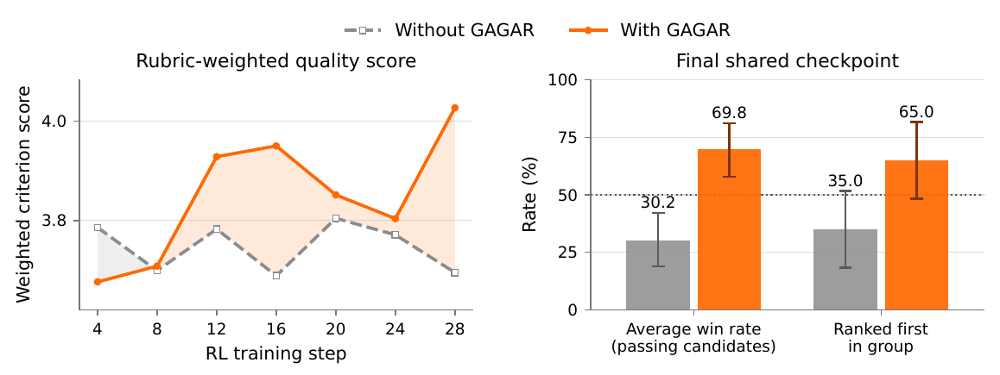 Without GAGAR
With GAGAR
Rubric-weighted quality score
Weighted criterion score
4.0
3.8
4
8
12
16
20
24
28
RL training step
Final shared checkpoint
Rate (%)
100
75
50
25
0
30.2
69.8
35.0
65.0
Average win rate
(passing candidates)
Ranked first
in group